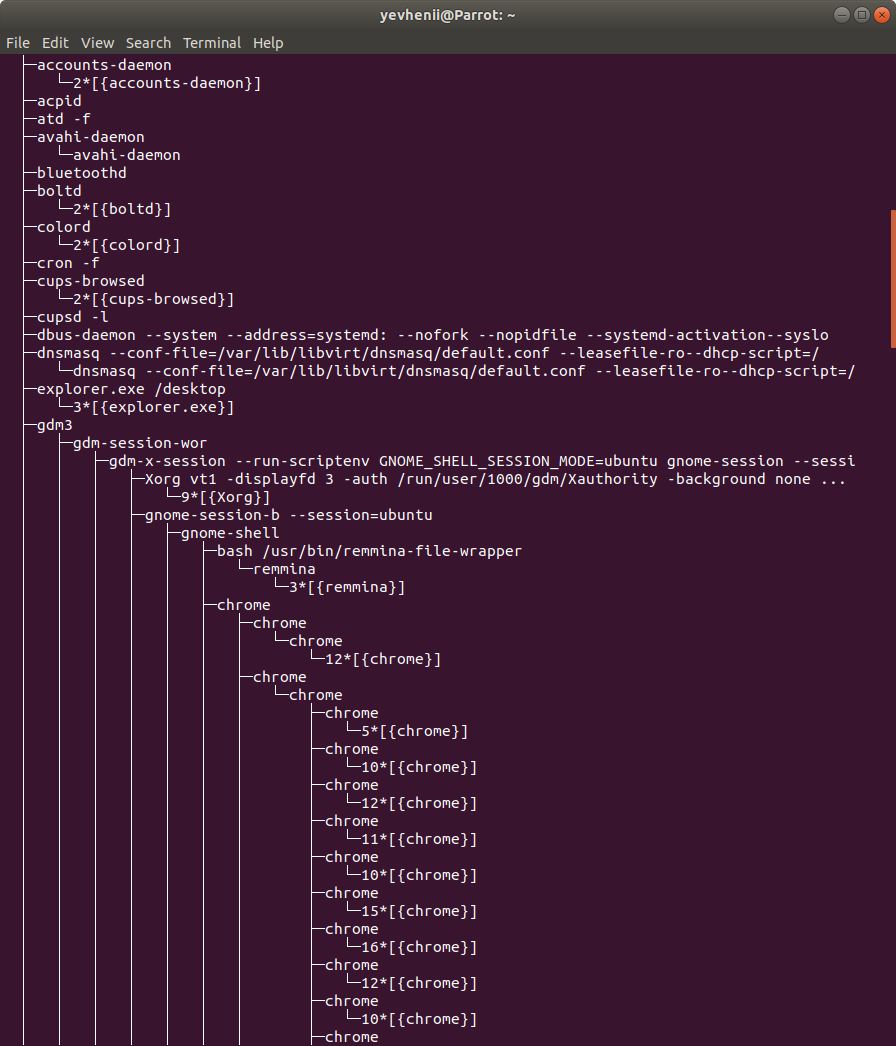 yevhenii@Parrot: ~
File Edit View Search Terminal Help
├─accounts-daemon
│   └─2*[{accounts-daemon}]
├─acpid
├─atd -f
├─avahi-daemon
│   └─avahi-daemon
├─bluetoothd
├─boltd
│   └─2*[{boltd}]
├─colord
│   └─2*[{colord}]
├─cron -f
├─cups-browsed
│   └─2*[{cups-browsed}]
├─cupsd -l
├─dbus-daemon --system --address=systemd: --nofork --nopidfile --systemd-activation--syslo
├─dnsmasq --conf-file=/var/lib/libvirt/dnsmasq/default.conf --leasefile-ro--dhcp-script=/
│   └─dnsmasq --conf-file=/var/lib/libvirt/dnsmasq/default.conf --leasefile-ro--dhcp-script=/
├─explorer.exe /desktop
│   └─3*[{explorer.exe}]
├─gdm3
│   ├─gdm-session-wor
│   │   ├─gdm-x-session --run-scriptenv GNOME_SHELL_SESSION_MODE=ubuntu gnome-session --sessi
│   │   │   ├─Xorg vt1 -displayfd 3 -auth /run/user/1000/gdm/Xauthority -background none ...
│   │   │   │   └─9*[{Xorg}]
│   │   │   ├─gnome-session-b --session=ubuntu
│   │   │   │   ├─gnome-shell
│   │   │   │   │   ├─bash /usr/bin/remmina-file-wrapper
│   │   │   │   │   │   └─remmina
│   │   │   │   │   │       └─3*[{remmina}]
│   │   │   │   │   ├─chrome
│   │   │   │   │   │   ├─chrome
│   │   │   │   │   │   │   └─chrome
│   │   │   │   │   │   │       └─12*[{chrome}]
│   │   │   │   │   │   ├─chrome
│   │   │   │   │   │   │   └─chrome
│   │   │   │   │   │   │       ├─chrome
│   │   │   │   │   │   │       │   └─5*[{chrome}]
│   │   │   │   │   │   │       ├─chrome
│   │   │   │   │   │   │       │   └─10*[{chrome}]
│   │   │   │   │   │   │       ├─chrome
│   │   │   │   │   │   │       │   └─12*[{chrome}]
│   │   │   │   │   │   │       ├─chrome
│   │   │   │   │   │   │       │   └─11*[{chrome}]
│   │   │   │   │   │   │       ├─chrome
│   │   │   │   │   │   │       │   └─10*[{chrome}]
│   │   │   │   │   │   │       ├─chrome
│   │   │   │   │   │   │       │   └─15*[{chrome}]
│   │   │   │   │   │   │       ├─chrome
│   │   │   │   │   │   │       │   └─16*[{chrome}]
│   │   │   │   │   │   │       ├─chrome
│   │   │   │   │   │   │       │   └─12*[{chrome}]
│   │   │   │   │   │   │       ├─chrome
│   │   │   │   │   │   │       │   └─10*[{chrome}]
│   │   │   │   │   │   │       ├─chrome